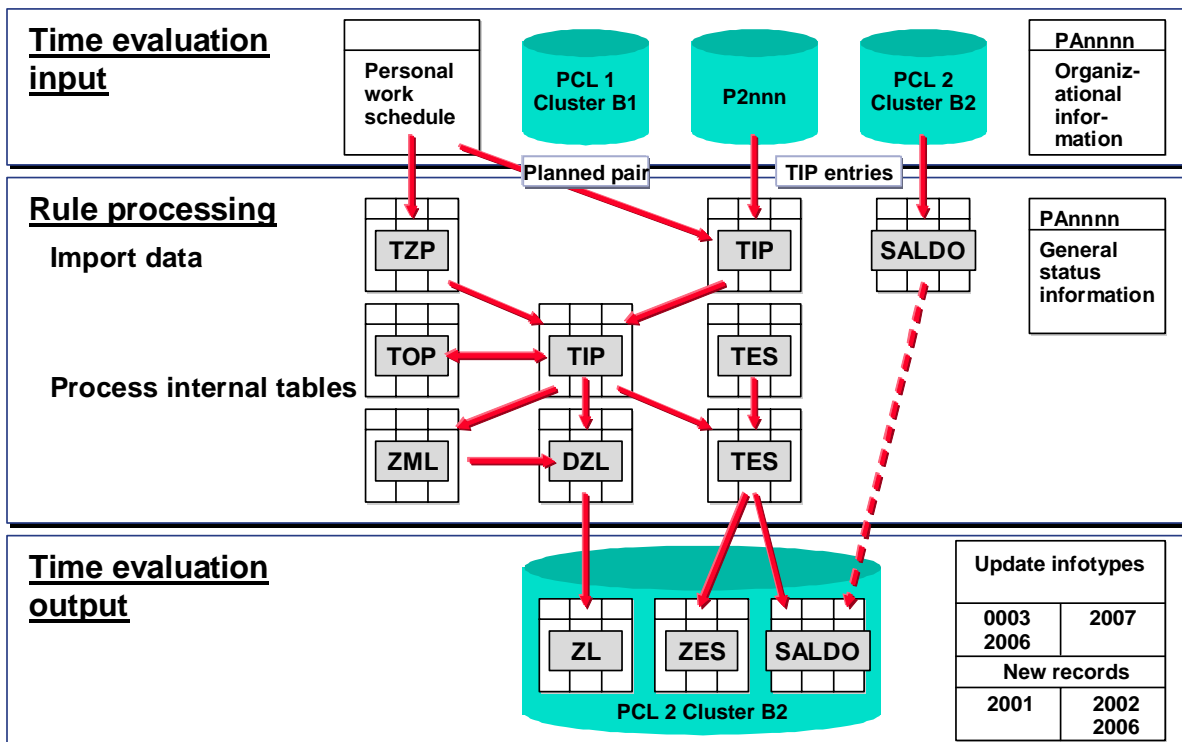 Time evaluation
input
Personal
work
schedule
PCL 1
Cluster B1
P2nnn
PCL 2
Cluster B2
PAnnnn
Organiz-
ational
infor-
mation
Planned pair
TIP entries
Rule processing
Import data
TZP
TIP
SALDO
PAnnnn
General
status
information
TOP
TIP
TES
Process internal tables
ZML
DZL
TES
Time evaluation
output
ZL
ZES
SALDO
PCL 2 Cluster B2
Update infotypes
0003
2006
2007
New records
2001
2002
2006